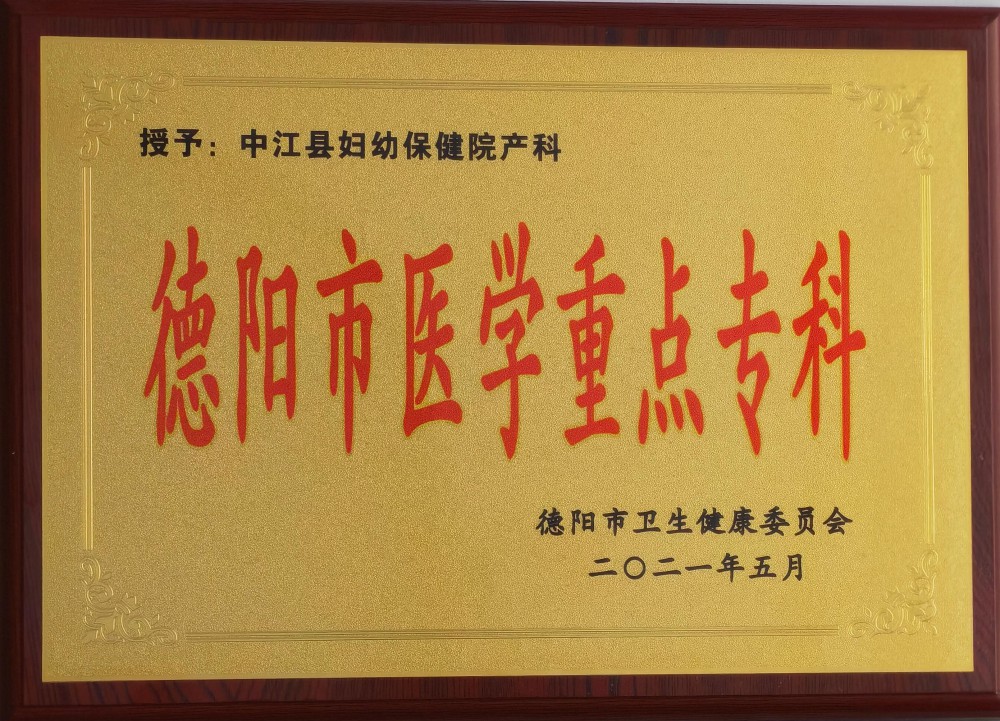 授予：中江县妇幼保健院产科
德阳市医学重点专科
德阳市卫生健康委员会
二〇二一年五月